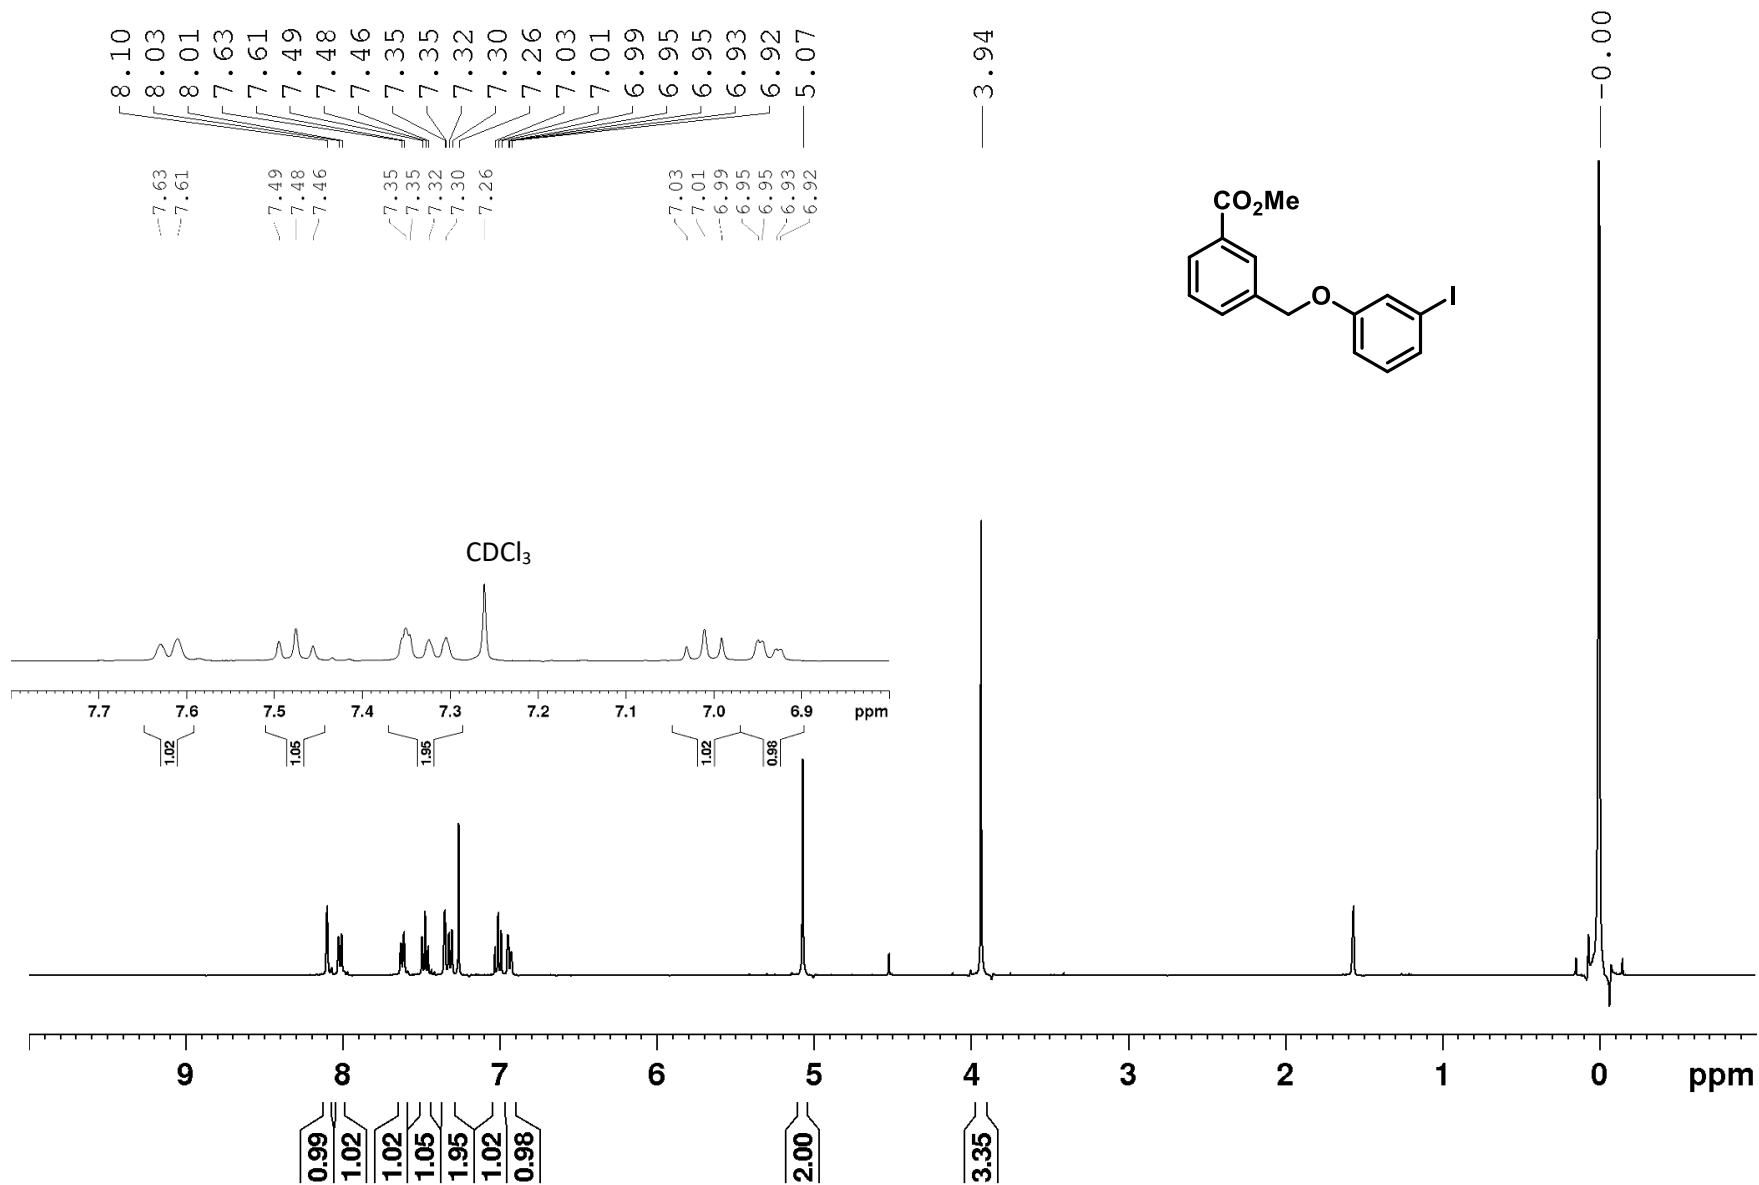 8.10 8.03 8.01 7.63 7.61 7.49 7.48 7.46 7.35 7.35 7.32 7.30 7.26 7.03 7.01 6.99 6.95 6.95 6.93 6.92 5.07 3.94 -0.00
7.63 7.61 7.49 7.48 7.46 7.35 7.35 7.32 7.30 7.26 7.03 7.01 6.99 6.95 6.95 6.93 6.92
CO₂Me
O
I
CDCl₃
7.7 7.6 7.5 7.4 7.3 7.2 7.1 7.0 6.9 ppm
1.02 1.05 1.95 1.02 0.98
9 8 7 6 5 4 3 2 1 0 ppm
0.99 1.02 1.02 1.05 1.95 1.02 0.98 2.00 3.35